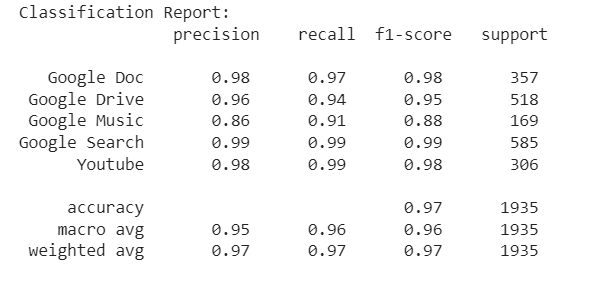 Classification Report:
precision recall f1-score support
Google Doc 0.98 0.97 0.98 357
Google Drive 0.96 0.94 0.95 518
Google Music 0.86 0.91 0.88 169
Google Search 0.99 0.99 0.99 585
Youtube 0.98 0.99 0.98 306
accuracy 0.97 1935
macro avg 0.95 0.96 0.96 1935
weighted avg 0.97 0.97 0.97 1935